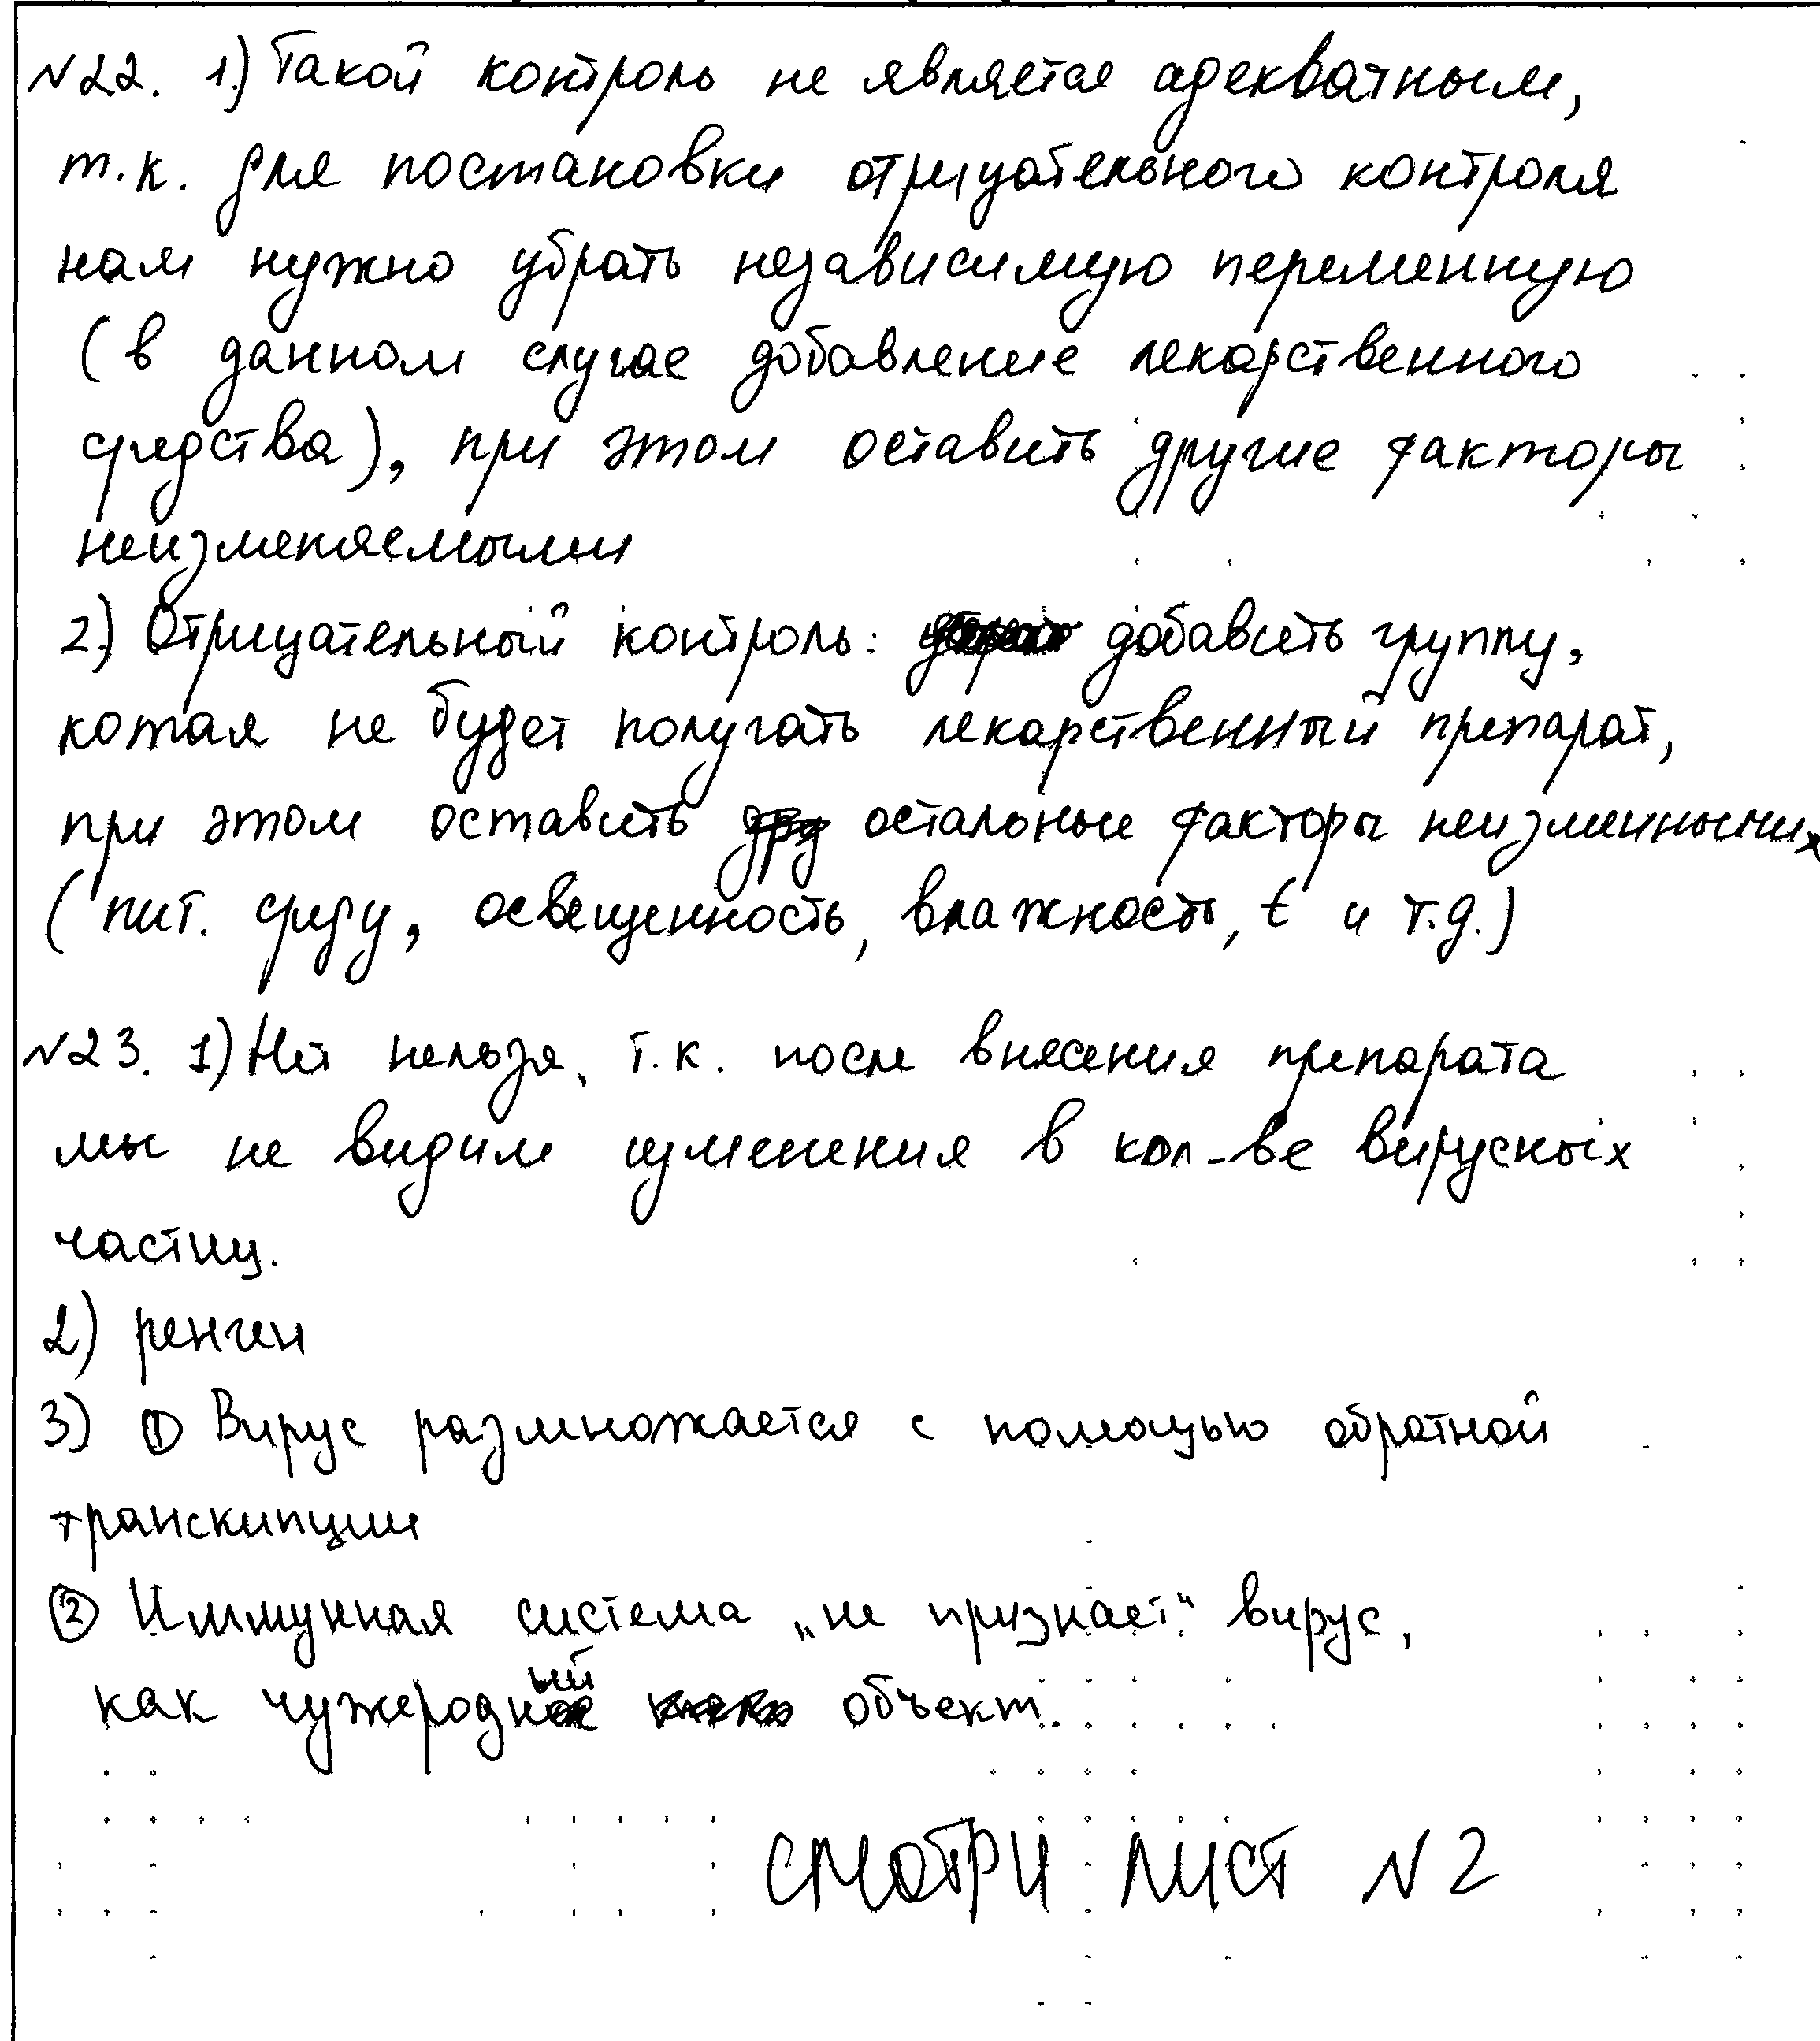 №22. 1.) Такой контроль не является адекватным,
т.к. для постановки отрицательного контроля
нам нужно убрать независимую переменную
(в данном случае добавление лекарственного
средства), при этом оставить другие факторы
неизменяемыми
2.) Отрицательный контроль: добавить группу,
котая не будет получать лекарственный препарат,
при этом оставить остальные факторы неизменными
(пит. среду, освещенность, влажность, t и т.д.)
№23. 1) Нет нельзя, т.к. после внесения препарата
мы не видим изменения в кол-ве вирусных
частиц.
2) ренген
3) ① Вирус размножается с помощью обратной
транскипции
② Иммунная система „не признает“ вирус,
как чужеродный объект.
СМОТРИ ЛИСТ №2